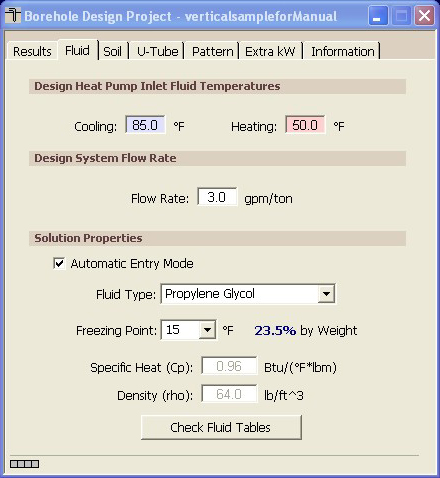 Borehole Design Project - verticalsampleforManual
Results Fluid Soil U-Tube Pattern Extra kW Information
Design Heat Pump Inlet Fluid Temperatures
Cooling: 85.0 °F Heating: 50.0 °F
Design System Flow Rate
Flow Rate: 3.0 gpm/ton
Solution Properties
Automatic Entry Mode
Fluid Type: Propylene Glycol
Freezing Point: 15 °F 23.5% by Weight
Specific Heat (Cp): 0.96 Btu/(°F*lbm)
Density (rho): 64.0 lb/ft^3
Check Fluid Tables